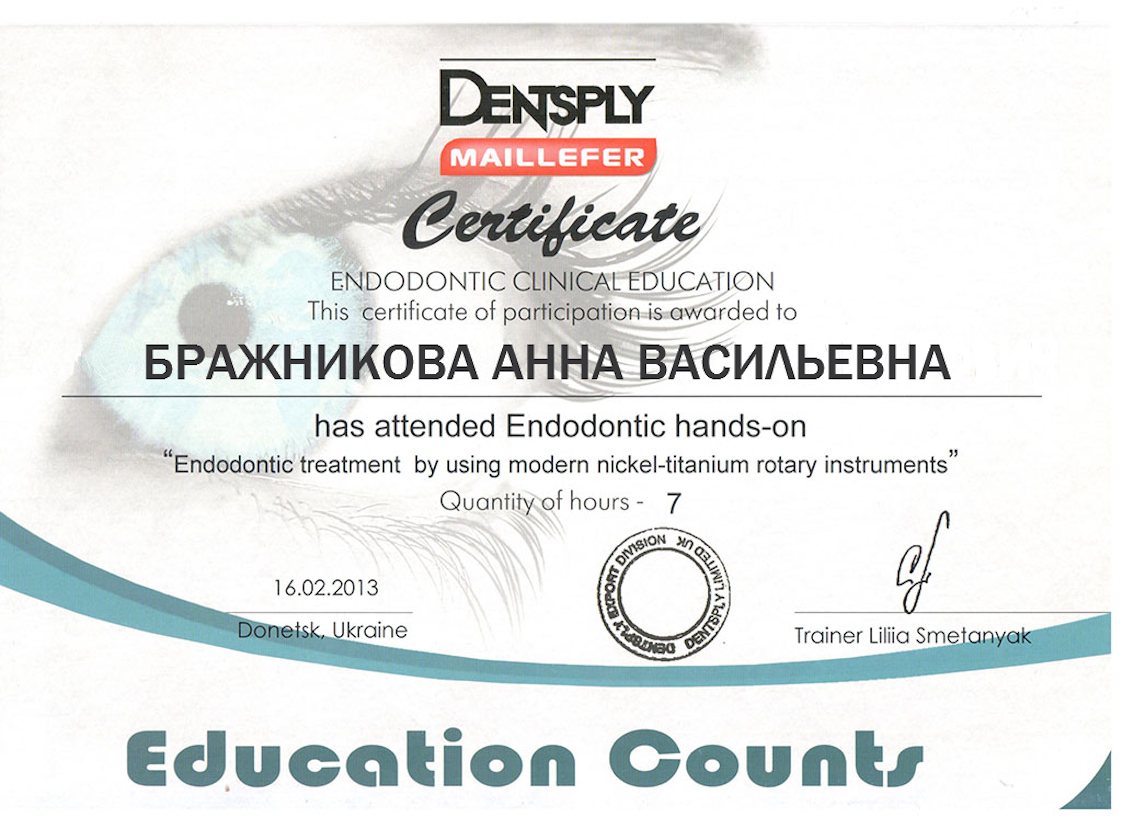 DENTSPLY
MAILLEFER
Certificate
ENDODONTIC CLINICAL EDUCATION
This certificate of participation is awarded to
БРАЖНИКОВА АННА ВАСИЛЬЕВНА
has attended Endodontic hands-on
“Endodontic treatment by using modern nickel-titanium rotary instruments”
Quantity of hours - 7
DENTSPLY EXPORT DIVISION
DENTSPLY LIMITED UK
16.02.2013
Donetsk, Ukraine
Trainer Liliia Smetanyak
Education Counts